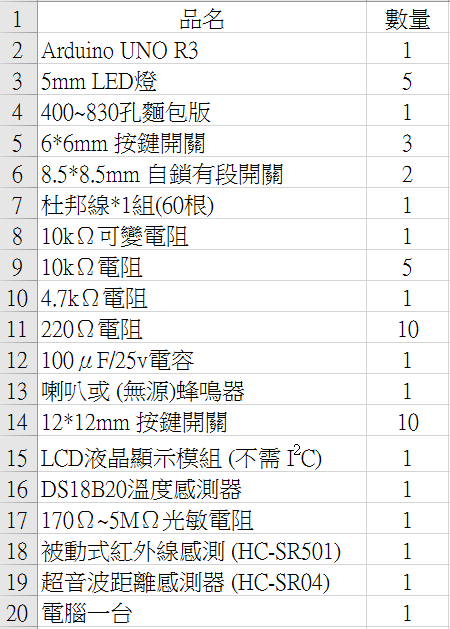 1 品名 數量
2 Arduino UNO R3 1
3 5mm LED燈 5
4 400~830孔麵包版 1
5 6*6mm 按鍵開關 3
6 8.5*8.5mm 自鎖有段開關 2
7 杜邦線*1組(60根) 1
8 10kΩ可變電阻 1
9 10kΩ電阻 5
10 4.7kΩ電阻 1
11 220Ω電阻 10
12 100μF/25v電容 1
13 喇叭或 (無源)蜂鳴器 1
14 12*12mm 按鍵開關 10
15 LCD液晶顯示模組 (不需 I²C) 1
16 DS18B20溫度感測器 1
17 170Ω~5MΩ光敏電阻 1
18 被動式紅外線感測 (HC-SR501) 1
19 超音波距離感測器 (HC-SR04) 1
20 電腦一台 1